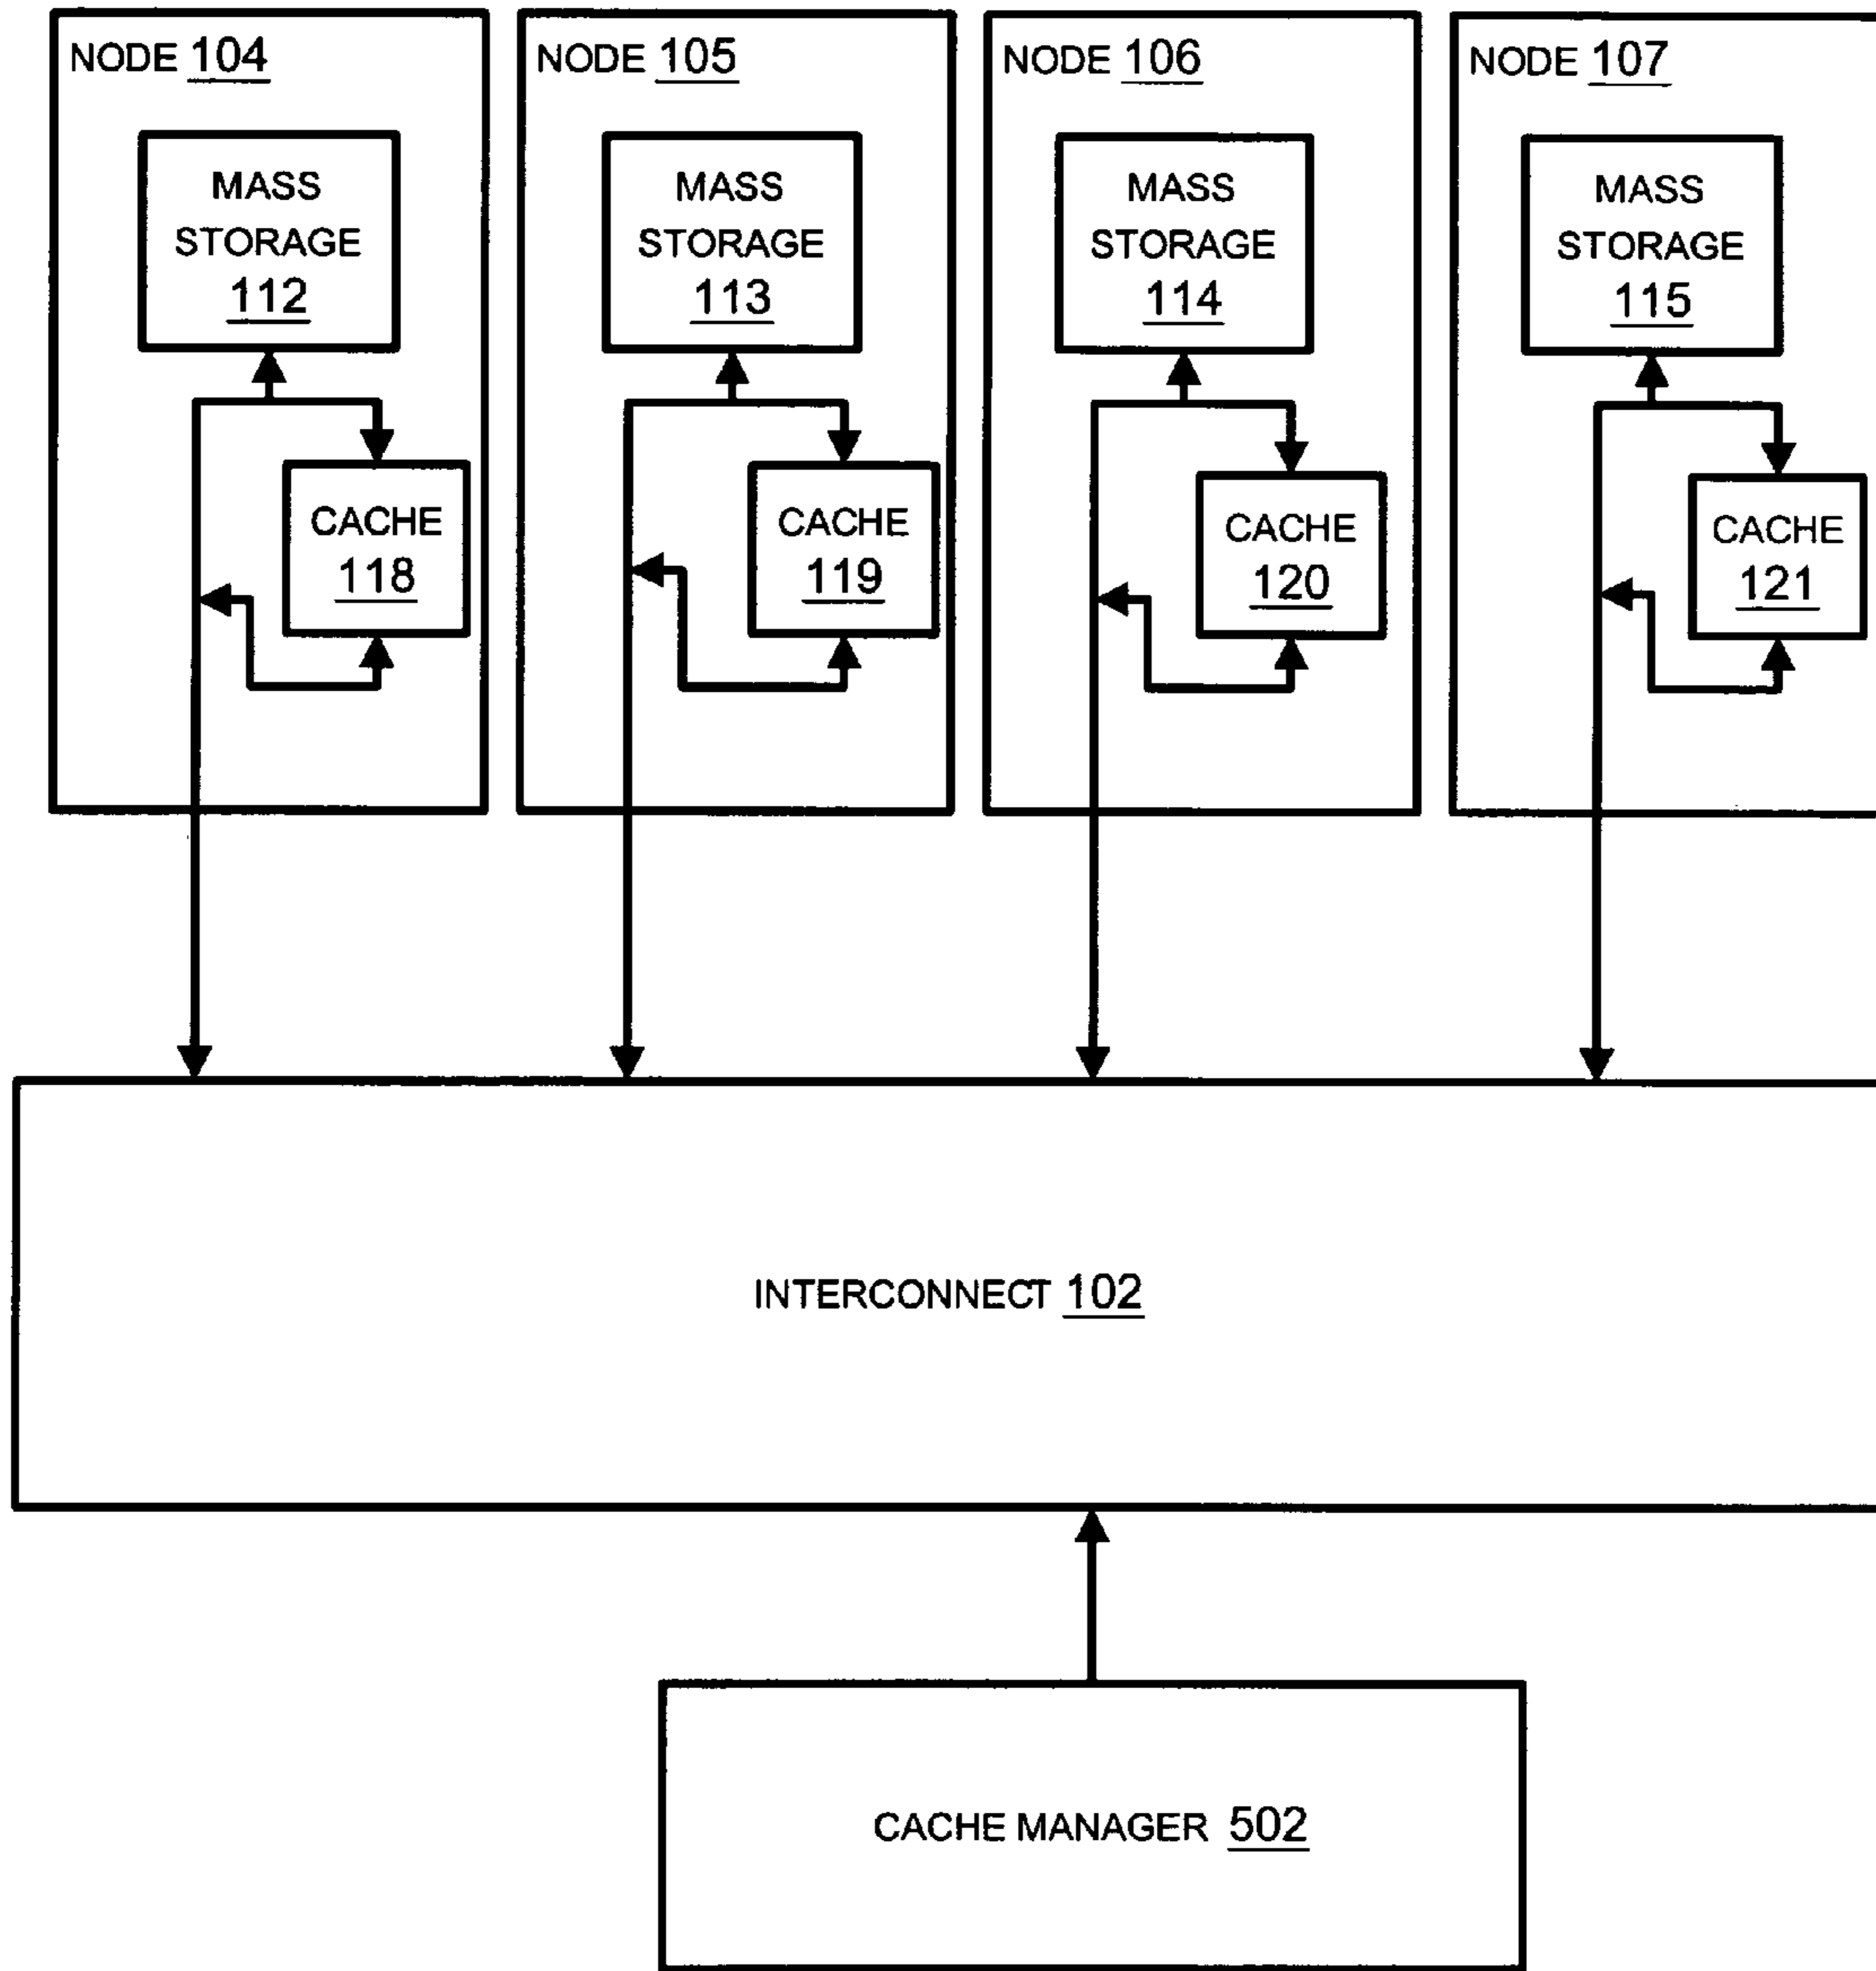 NODE 104
NODE 105
NODE 106
NODE 107
MASS
STORAGE
112
MASS
STORAGE
113
MASS
STORAGE
114
MASS
STORAGE
115
CACHE
118
CACHE
119
CACHE
120
CACHE
121
INTERCONNECT 102
CACHE MANAGER 502